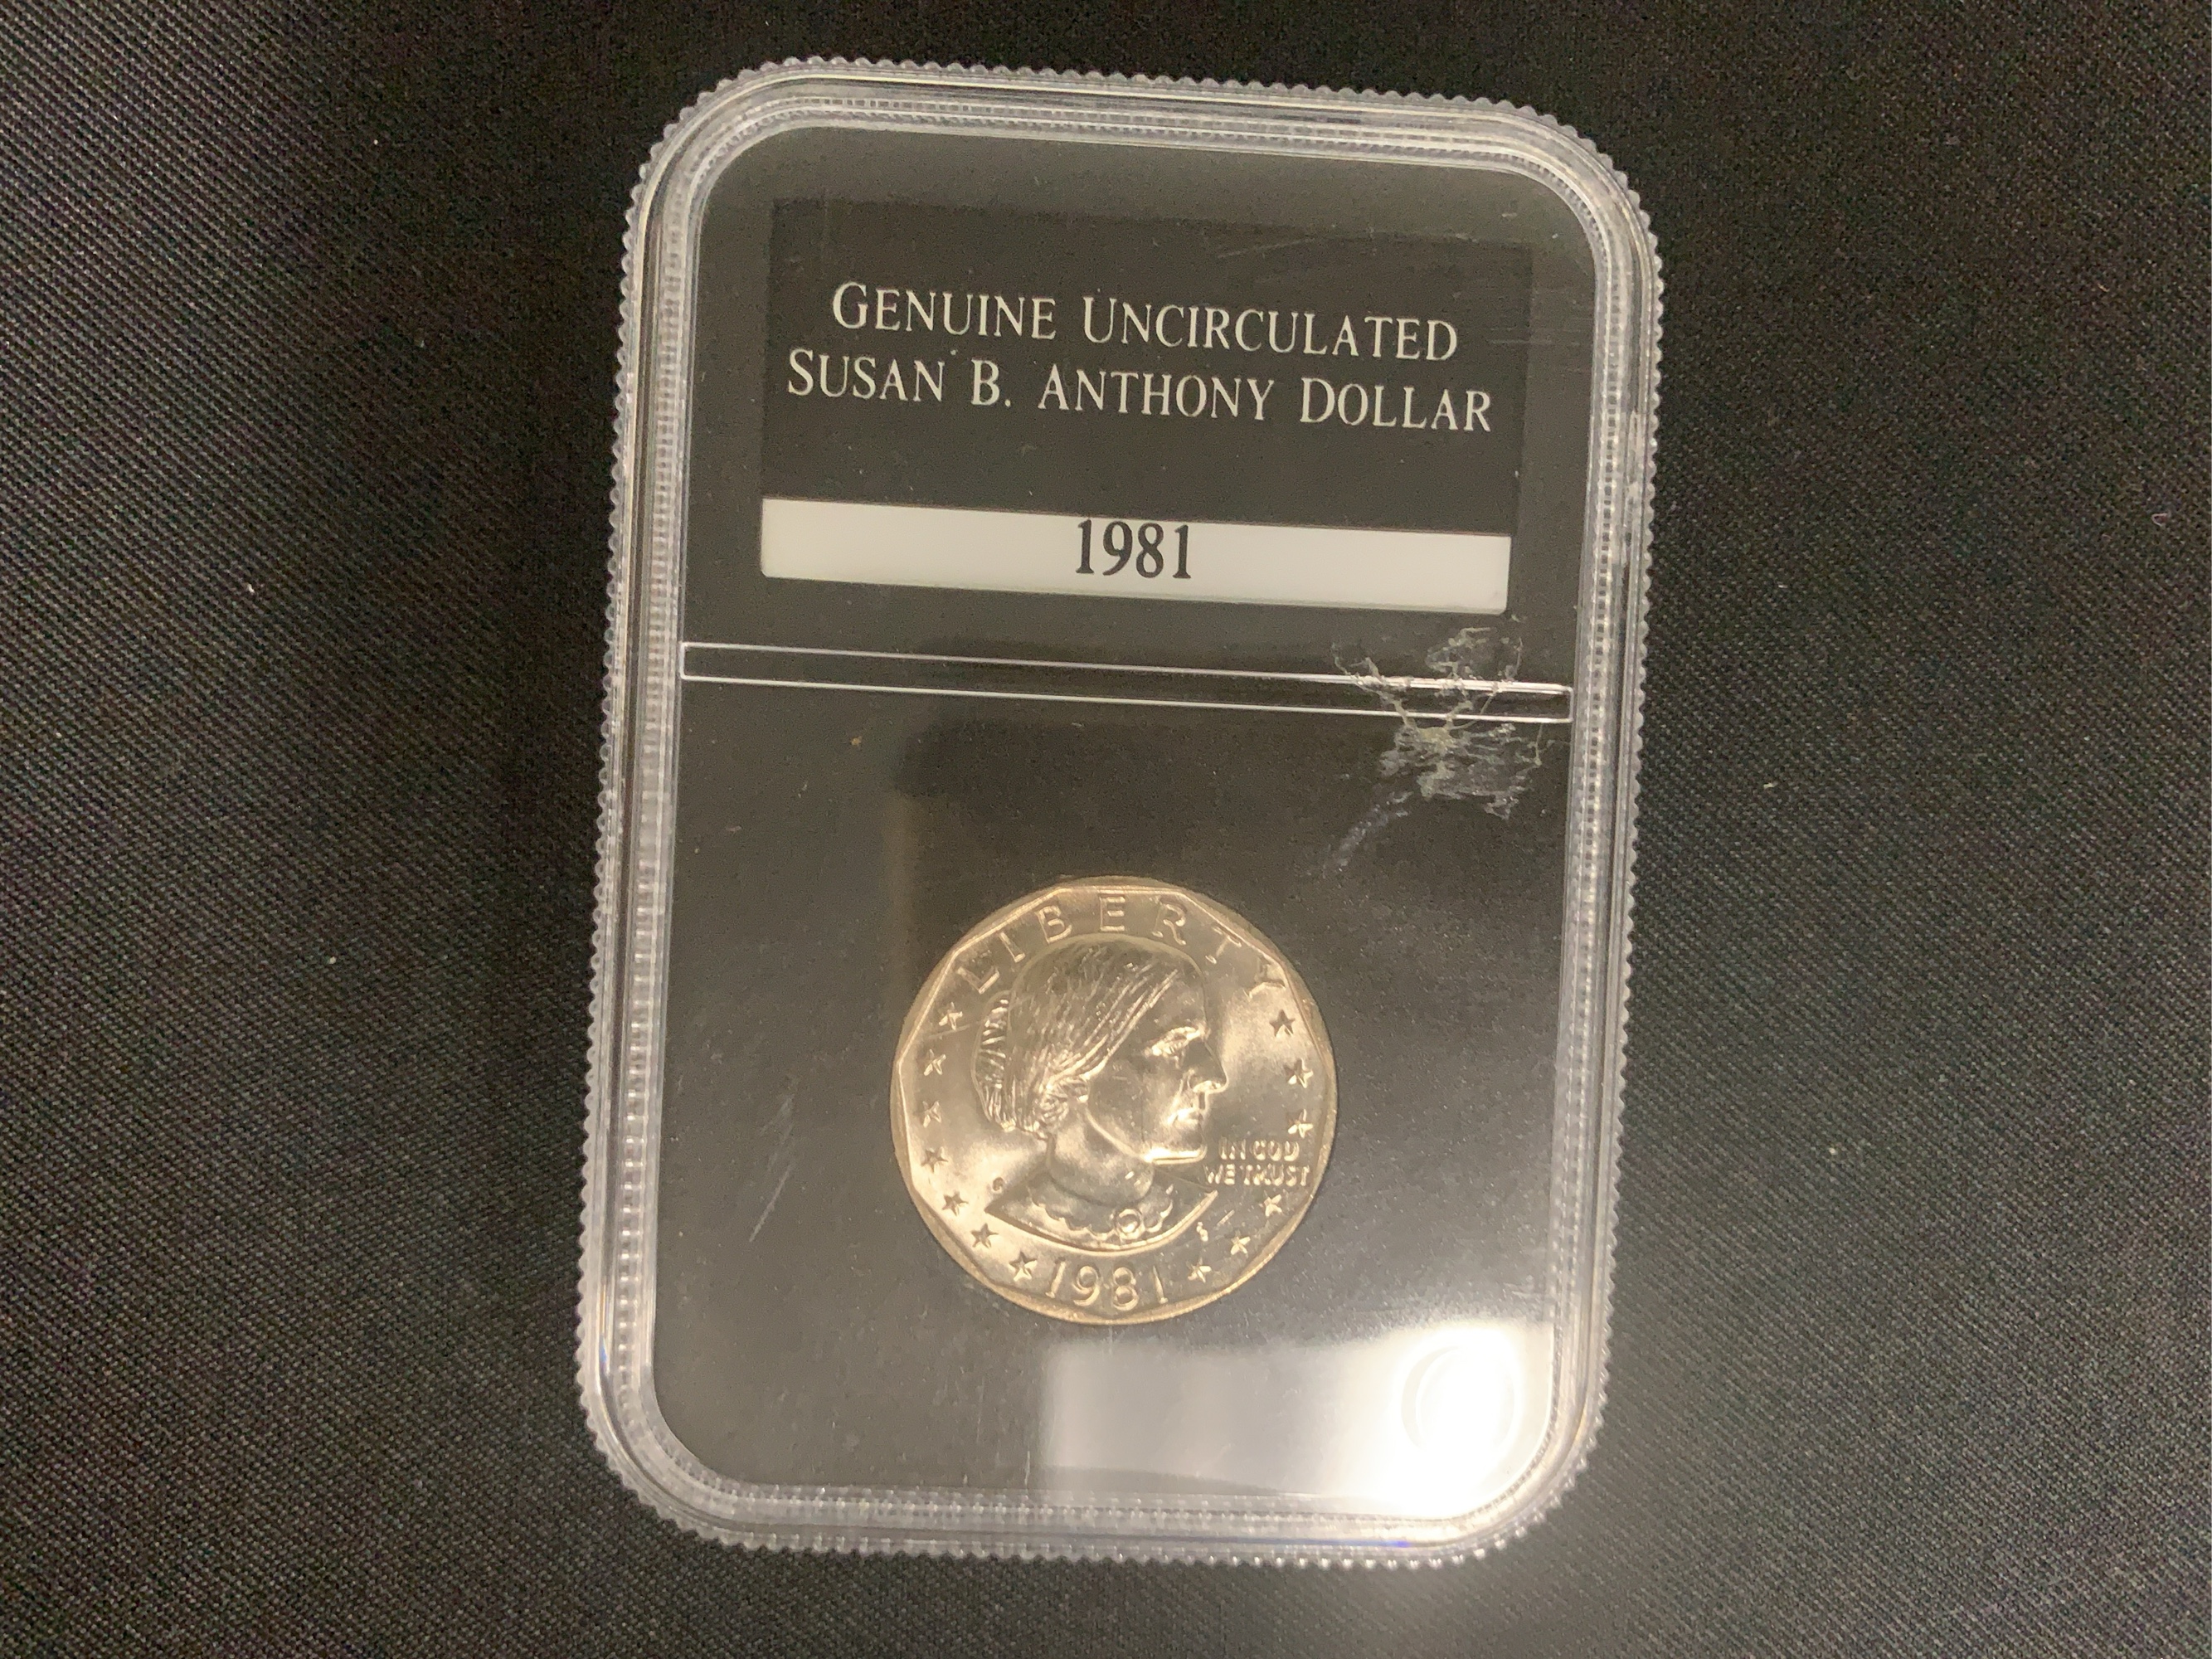 GENUINE UNCIRCULATED
SUSAN B. ANTHONY DOLLAR
1981
LIBERTY
IN GOD
WE TRUST
1981